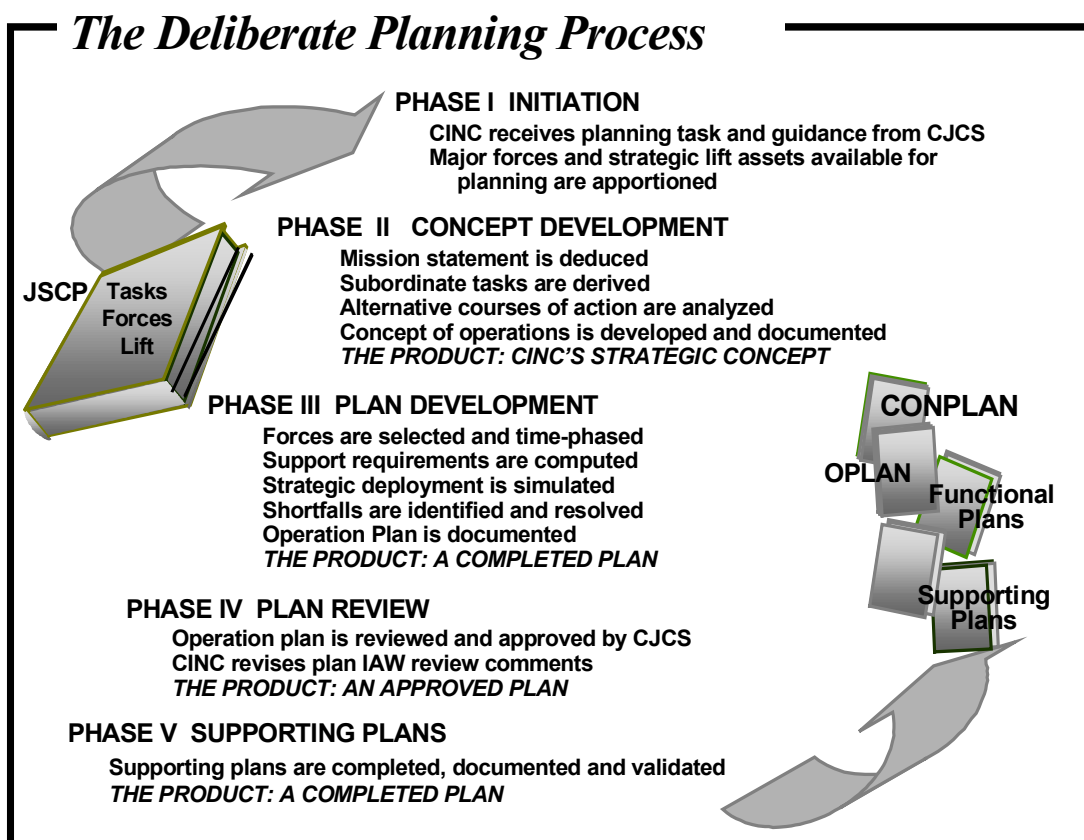 The Deliberate Planning Process
PHASE I INITIATION
CINC receives planning task and guidance from CJCS
Major forces and strategic lift assets available for
planning are apportioned
PHASE II CONCEPT DEVELOPMENT
Mission statement is deduced
Subordinate tasks are derived
Alternative courses of action are analyzed
Concept of operations is developed and documented
THE PRODUCT: CINC'S STRATEGIC CONCEPT
JSCP
Tasks
Forces
Lift
PHASE III PLAN DEVELOPMENT
Forces are selected and time-phased
Support requirements are computed
Strategic deployment is simulated
Shortfalls are identified and resolved
Operation Plan is documented
THE PRODUCT: A COMPLETED PLAN
CONPLAN
OPLAN
Functional
Plans
Supporting
Plans
PHASE IV PLAN REVIEW
Operation plan is reviewed and approved by CJCS
CINC revises plan IAW review comments
THE PRODUCT: AN APPROVED PLAN
PHASE V SUPPORTING PLANS
Supporting plans are completed, documented and validated
THE PRODUCT: A COMPLETED PLAN